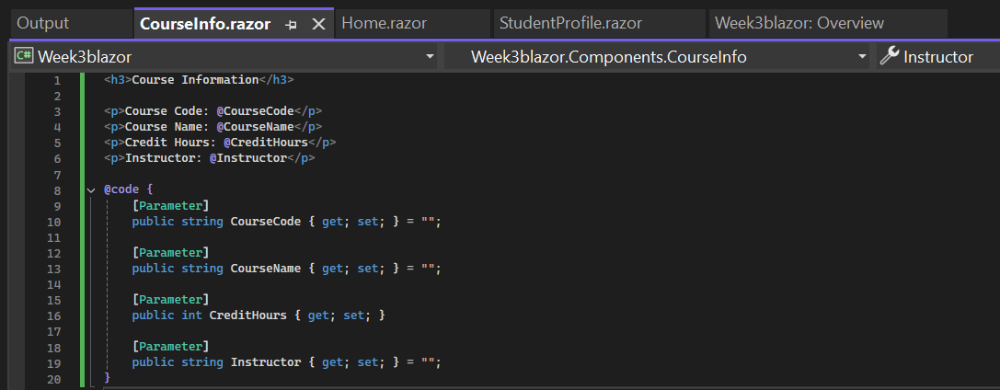 Output
CourseInfo.razor
Home.razor
StudentProfile.razor
Week3blazor: Overview
C# Week3blazor
Week3blazor.Components.CourseInfo
Instructor
1 <h3>Course Information</h3>
2
3 <p>Course Code: @CourseCode</p>
4 <p>Course Name: @CourseName</p>
5 <p>Credit Hours: @CreditHours</p>
6 <p>Instructor: @Instructor</p>
7
8 @code {
9     [Parameter]
10     public string CourseCode { get; set; } = "";
11
12     [Parameter]
13     public string CourseName { get; set; } = "";
14
15     [Parameter]
16     public int CreditHours { get; set; }
17
18     [Parameter]
19     public string Instructor { get; set; } = "";
20 }